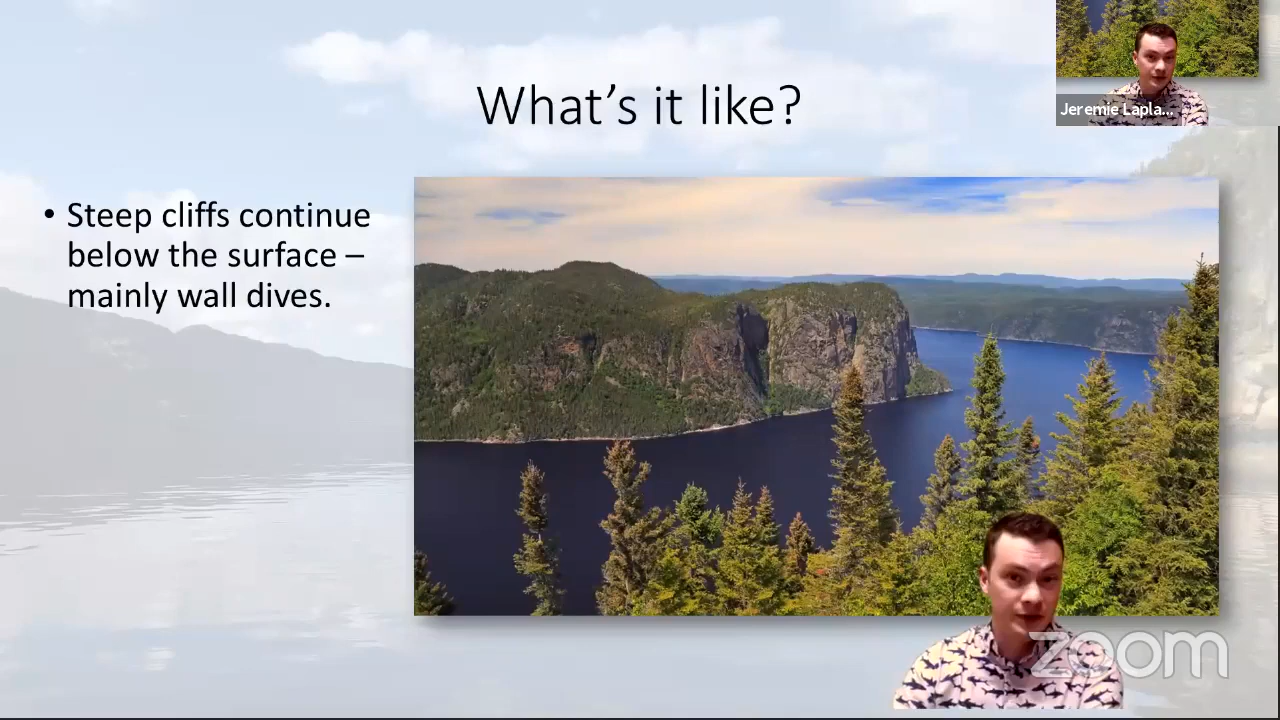 What's it like?
Jeremie Lapla...
• Steep cliffs continue
below the surface –
mainly wall dives.
zoom